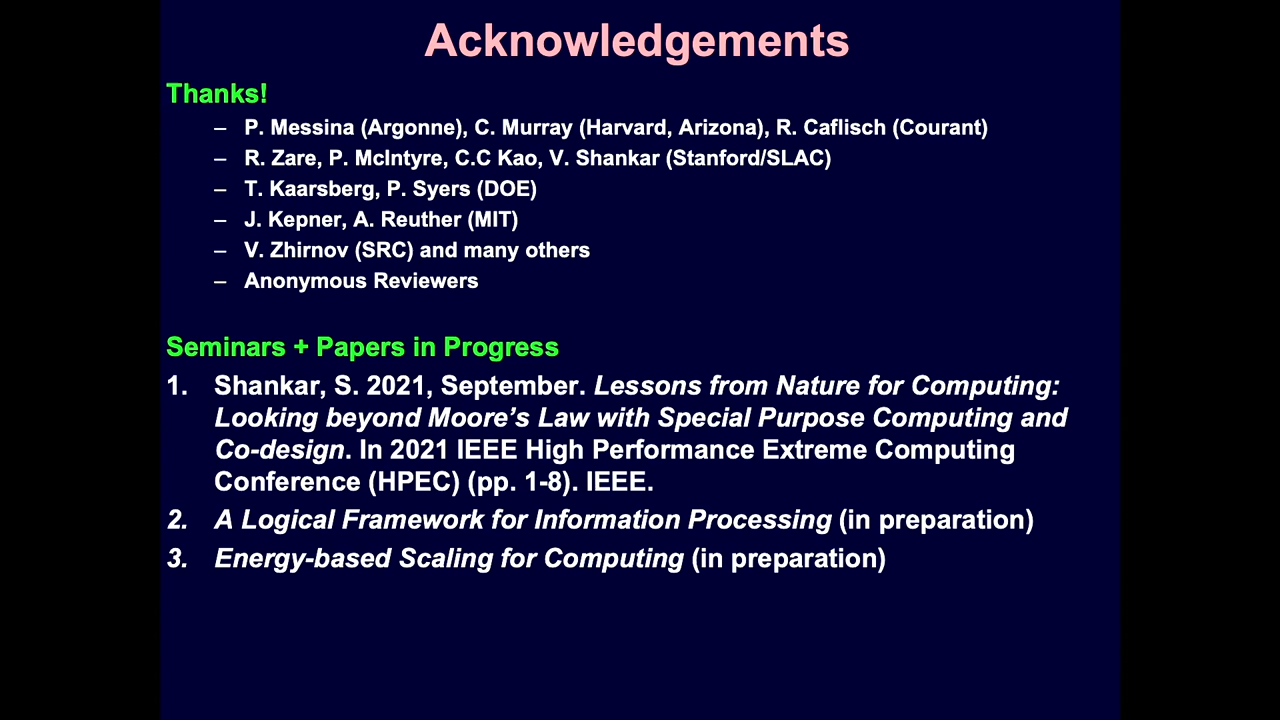 Acknowledgements
Thanks!
– P. Messina (Argonne), C. Murray (Harvard, Arizona), R. Caflisch (Courant)
– R. Zare, P. McIntyre, C.C Kao, V. Shankar (Stanford/SLAC)
– T. Kaarsberg, P. Syers (DOE)
– J. Kepner, A. Reuther (MIT)
– V. Zhirnov (SRC) and many others
– Anonymous Reviewers
Seminars + Papers in Progress
1. Shankar, S. 2021, September. Lessons from Nature for Computing:
Looking beyond Moore’s Law with Special Purpose Computing and
Co-design. In 2021 IEEE High Performance Extreme Computing
Conference (HPEC) (pp. 1-8). IEEE.
2. A Logical Framework for Information Processing (in preparation)
3. Energy-based Scaling for Computing (in preparation)